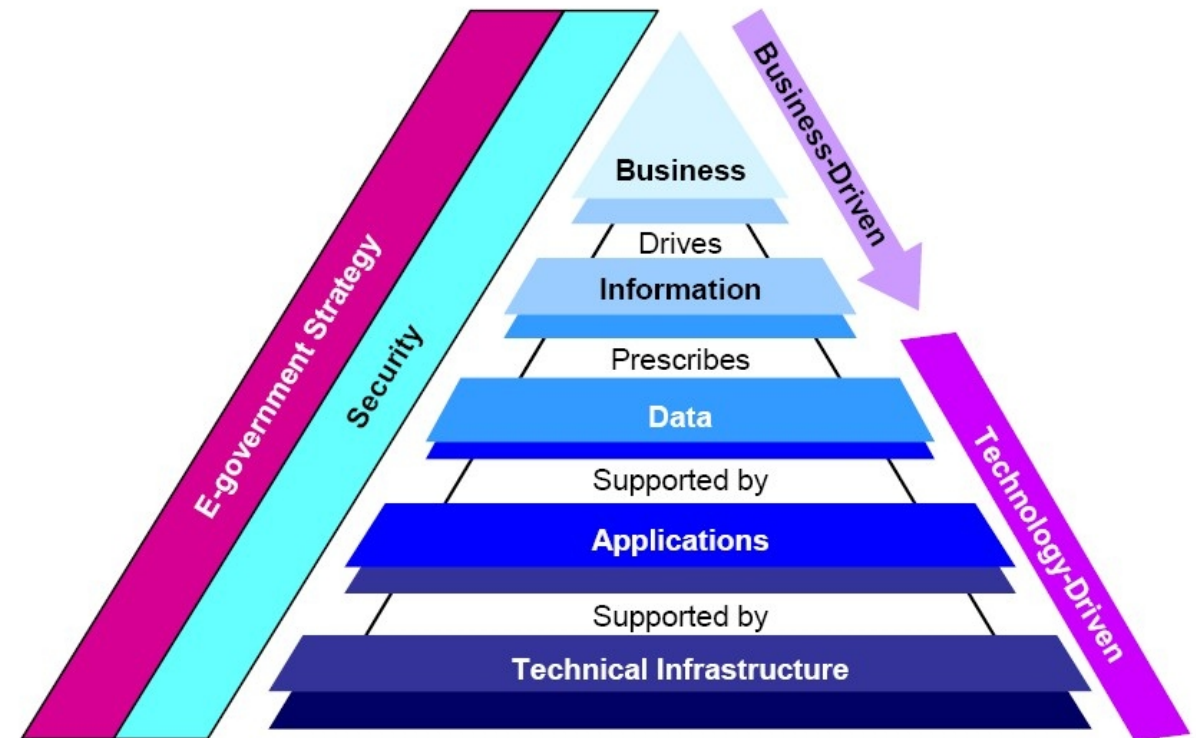 E-government Strategy
Security
Business-Driven
Business
Drives
Information
Prescribes
Data
Supported by
Applications
Supported by
Technical Infrastructure
Technology-Driven